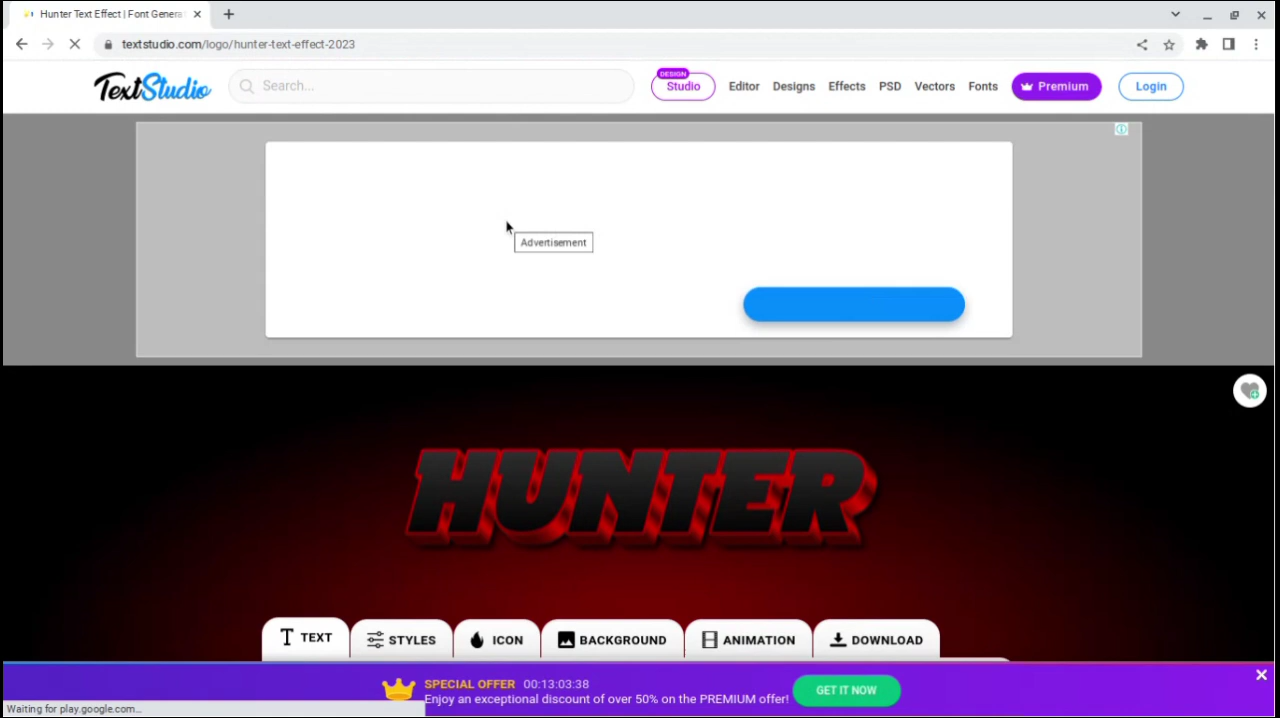 Hunter Text Effect | Font Genera
textstudio.com/logo/hunter-text-effect-2023
TextStudio
Search...
DESIGN
Studio
Editor
Designs
Effects
PSD
Vectors
Fonts
Premium
Login
Advertisement
HUNTER
TEXT
STYLES
ICON
BACKGROUND
ANIMATION
DOWNLOAD
SPECIAL OFFER 00:13:03:38
Enjoy an exceptional discount of over 50% on the PREMIUM offer!
GET IT NOW
Waiting for play.google.com...